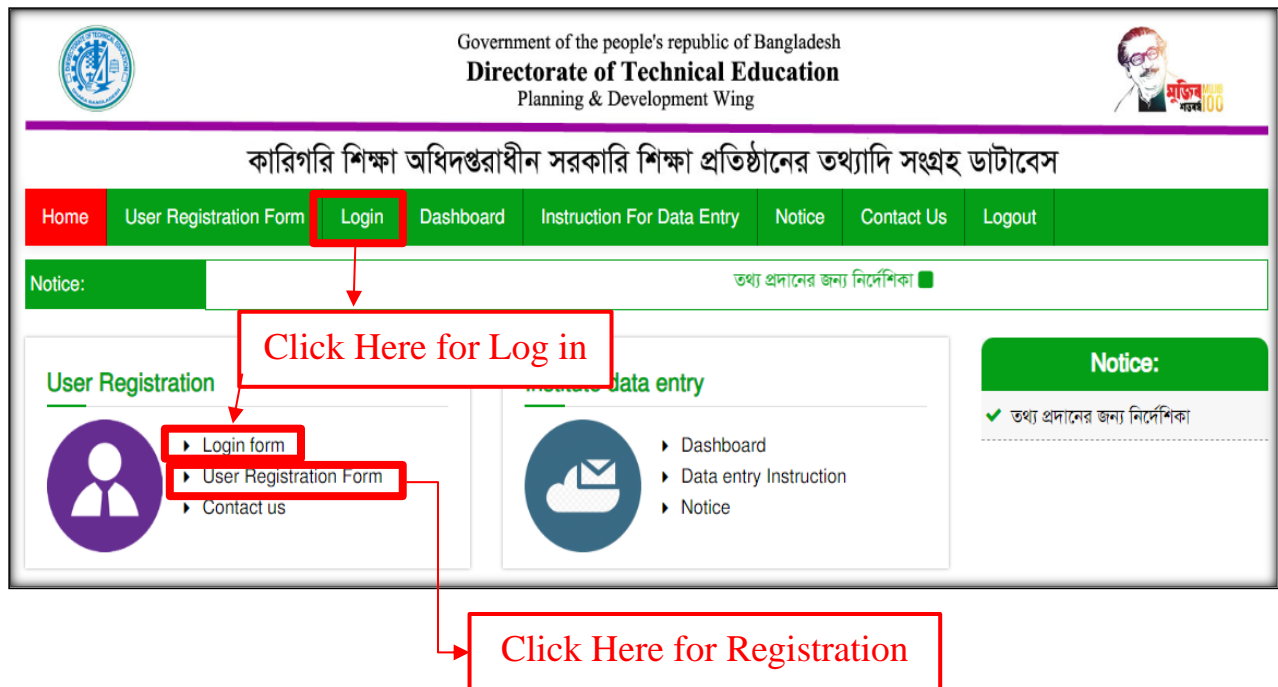 Government of the people's republic of Bangladesh
Directorate of Technical Education
Planning & Development Wing
মুজিব MUJIB
শতবর্ষ 100
কারিগরি শিক্ষা অধিদপ্তরাধীন সরকারি শিক্ষা প্রতিষ্ঠানের তথ্যাদি সংগ্রহ ডাটাবেস
Home User Registration Form Login Dashboard Instruction For Data Entry Notice Contact Us Logout
Notice: তথ্য প্রদানের জন্য নির্দেশিকা
Click Here for Log in
User Registration
Login form
User Registration Form
Contact us
data entry
Dashboard
Data entry Instruction
Notice
Notice:
তথ্য প্রদানের জন্য নির্দেশিকা
Click Here for Registration